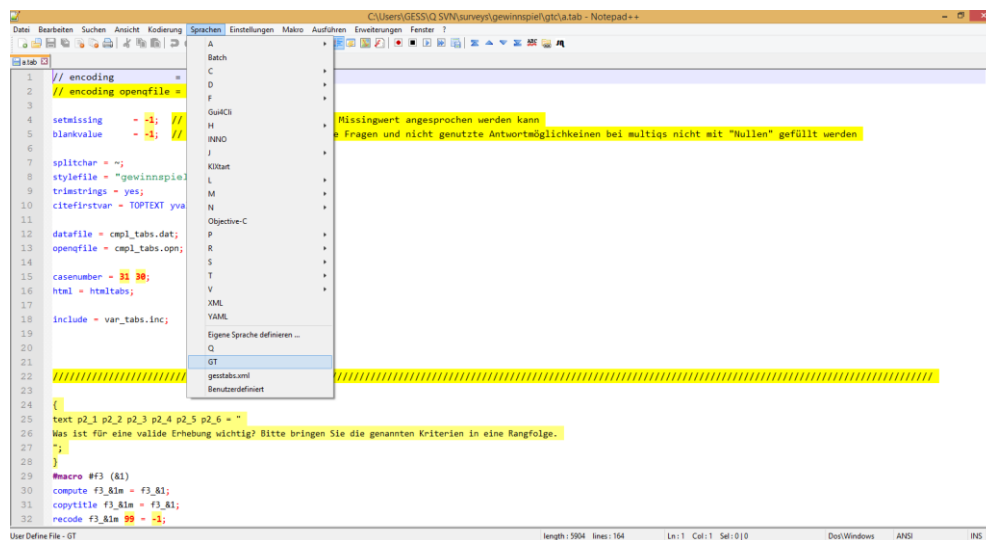 C:\Users\GESS\Q SVN\surveys\gewinnspiel\gtc\a.tab - Notepad++
Datei Bearbeiten Suchen Ansicht Kodierung Sprachen Einstellungen Makro Ausführen Erweiterungen Fenster ?
a.tab
A
Batch
C
D
F
Gui4Cli
H
INNO
J
KIXtart
L
M
N
Objective-C
P
R
S
T
V
XML
YAML
Eigene Sprache definieren ...
Q
GT
gesstabs.xml
Benutzerdefiniert
1 // encoding =
2 // encoding openqfile =
3
4 setmissing = -1; // Missingwert angesprochen werden kann
5 blankvalue = -1; // e Fragen und nicht genutzte Antwortmöglichkeinen bei multiqs nicht mit "Nullen" gefüllt werden
6
7 splitchar = ~;
8 stylefile = "gewinnspiel
9 trimstrings = yes;
10 citefirstvar = TOPTEXT yva
11
12 datafile = cmpl_tabs.dat;
13 openqfile = cmpl_tabs.opn;
14
15 casenumber = 31 30;
16 html = htmltabs;
17
18 include = var_tabs.inc;
19
20
21
22 ////////////////////////////////////////////////////////////////////////////////////////////////////////////////////////////////
23
24 {
25 text p2_1 p2_2 p2_3 p2_4 p2_5 p2_6 = "
26 Was ist für eine valide Erhebung wichtig? Bitte bringen Sie die genannten Kriterien in eine Rangfolge.
27 ";
28 }
29 #macro #f3 (&1)
30 compute f3_&1m = f3_&1;
31 copytitle f3_&1m = f3_&1;
32 recode f3_&1m 99 = -1;
User Define File - GT length : 5904 lines : 164 Ln : 1 Col : 1 Sel : 0 | 0 Dos\Windows ANSI INS